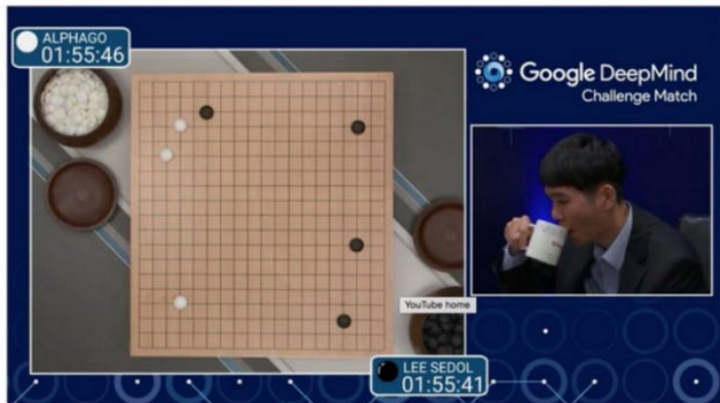 ALPHAGO
01:55:46
Google DeepMind
Challenge Match
YouTube home
LEE SEDOL
01:55:41